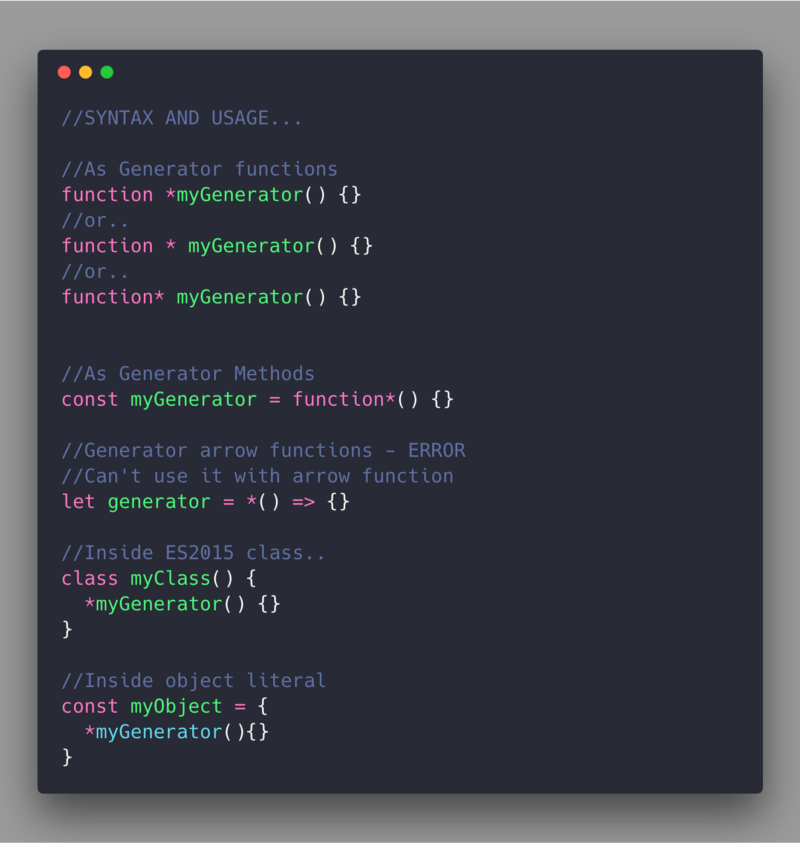 //SYNTAX AND USAGE...
//As Generator functions
function *myGenerator() {}
//or..
function * myGenerator() {}
//or..
function* myGenerator() {}
//As Generator Methods
const myGenerator = function*() {}
//Generator arrow functions - ERROR
//Can't use it with arrow function
let generator = *() => {}
//Inside ES2015 class..
class myClass() {
  *myGenerator() {}
}
//Inside object literal
const myObject = {
  *myGenerator(){}
}